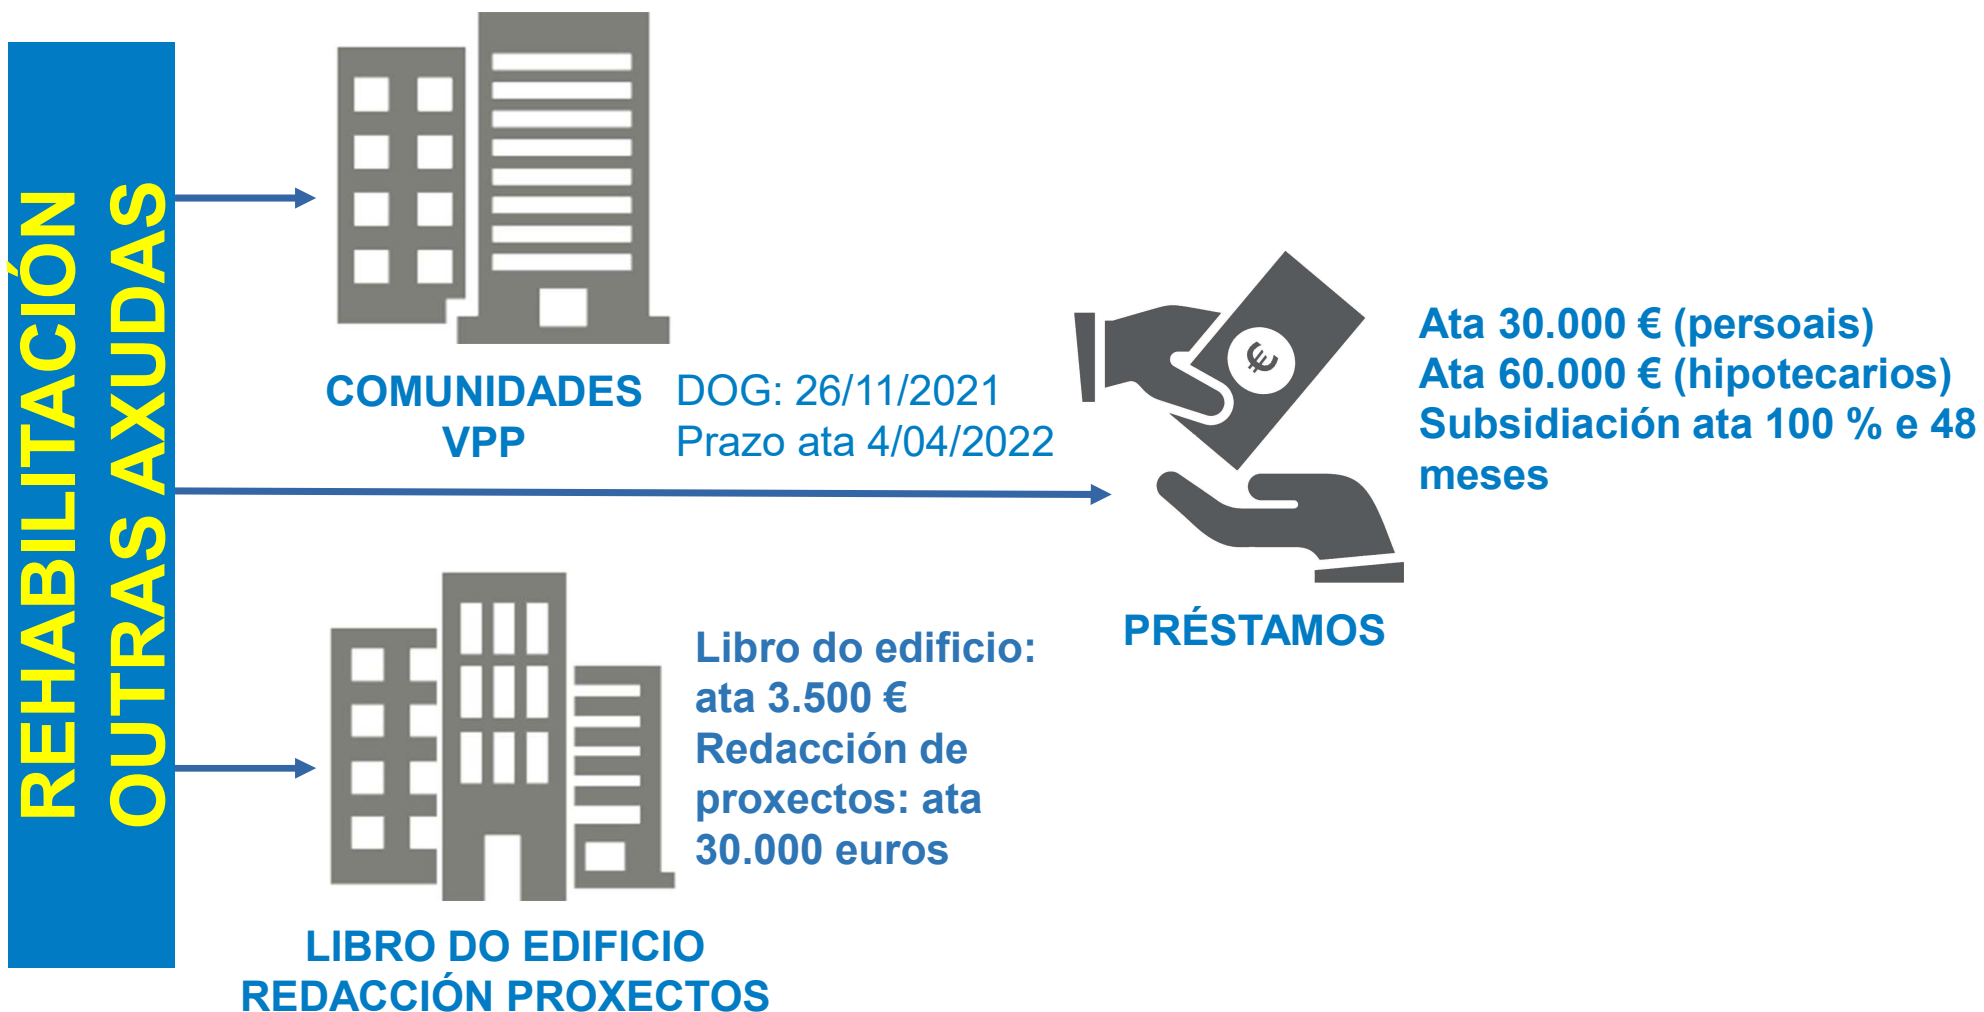 REHABILITACIÓN
OUTRAS AXUDAS
COMUNIDADES
VPP
DOG: 26/11/2021
Prazo ata 4/04/2022
€
Ata 30.000 € (persoais)
Ata 60.000 € (hipotecarios)
Subsidiación ata 100 % e 48
meses
PRÉSTAMOS
Libro do edificio:
ata 3.500 €
Redacción de
proxectos: ata
30.000 euros
LIBRO DO EDIFICIO
REDACCIÓN PROXECTOS